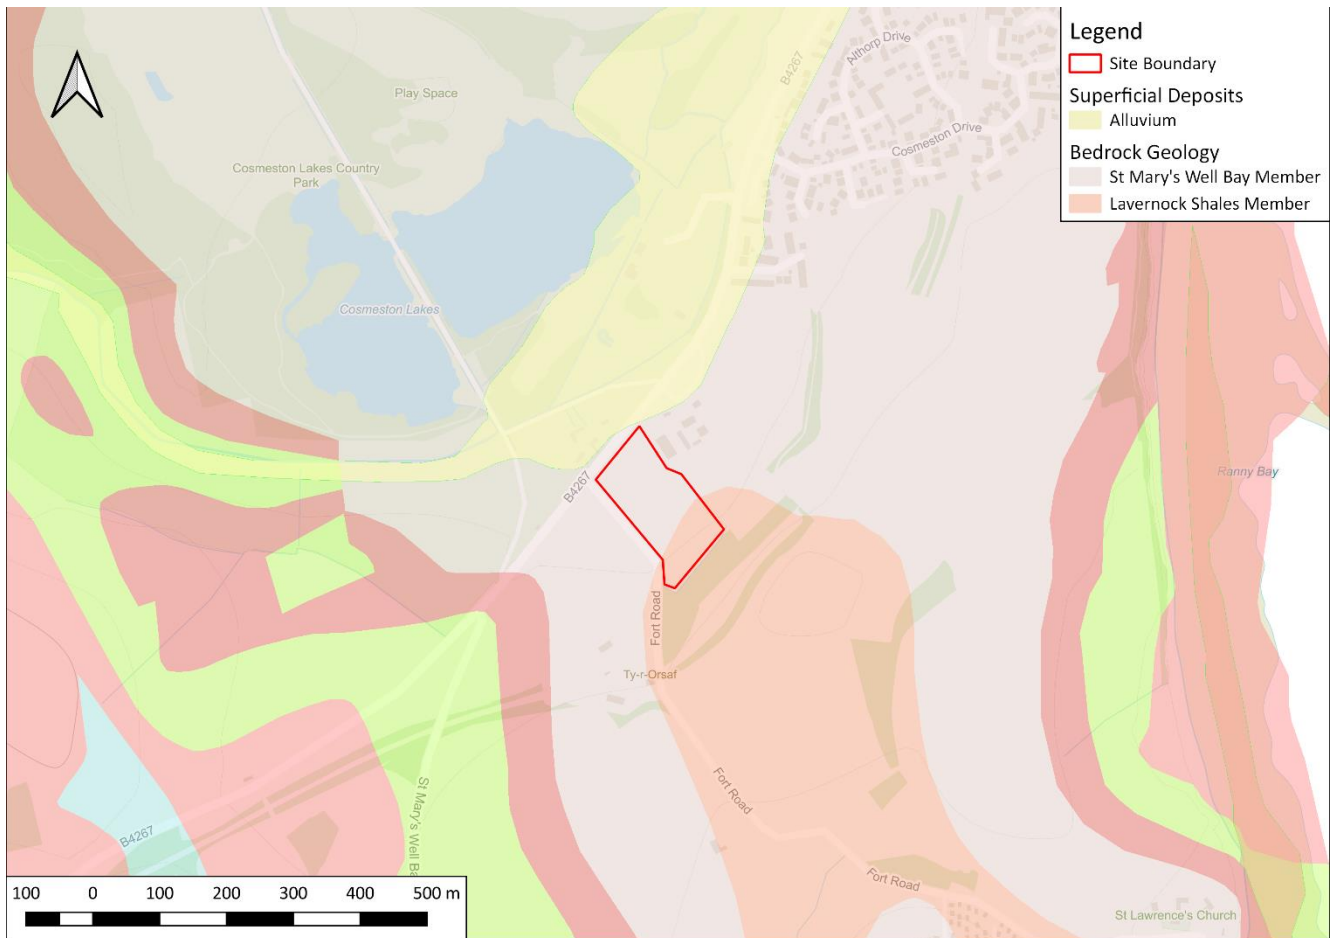 Legend
Site Boundary
Superficial Deposits
Alluvium
Bedrock Geology
St Mary's Well Bay Member
Lavernock Shales Member
Althorp Drive
B4267
Play Space
Cosmeston Drive
Cosmeston Lakes Country
Park
Cosmeston Lakes
Ranny Bay
B4267
Fort Road
Ty-r-Orsaf
Fort Road
St Mary's Well Ba
B4267
Fort Road
St Lawrence's Church
100 0 100 200 300 400 500 m